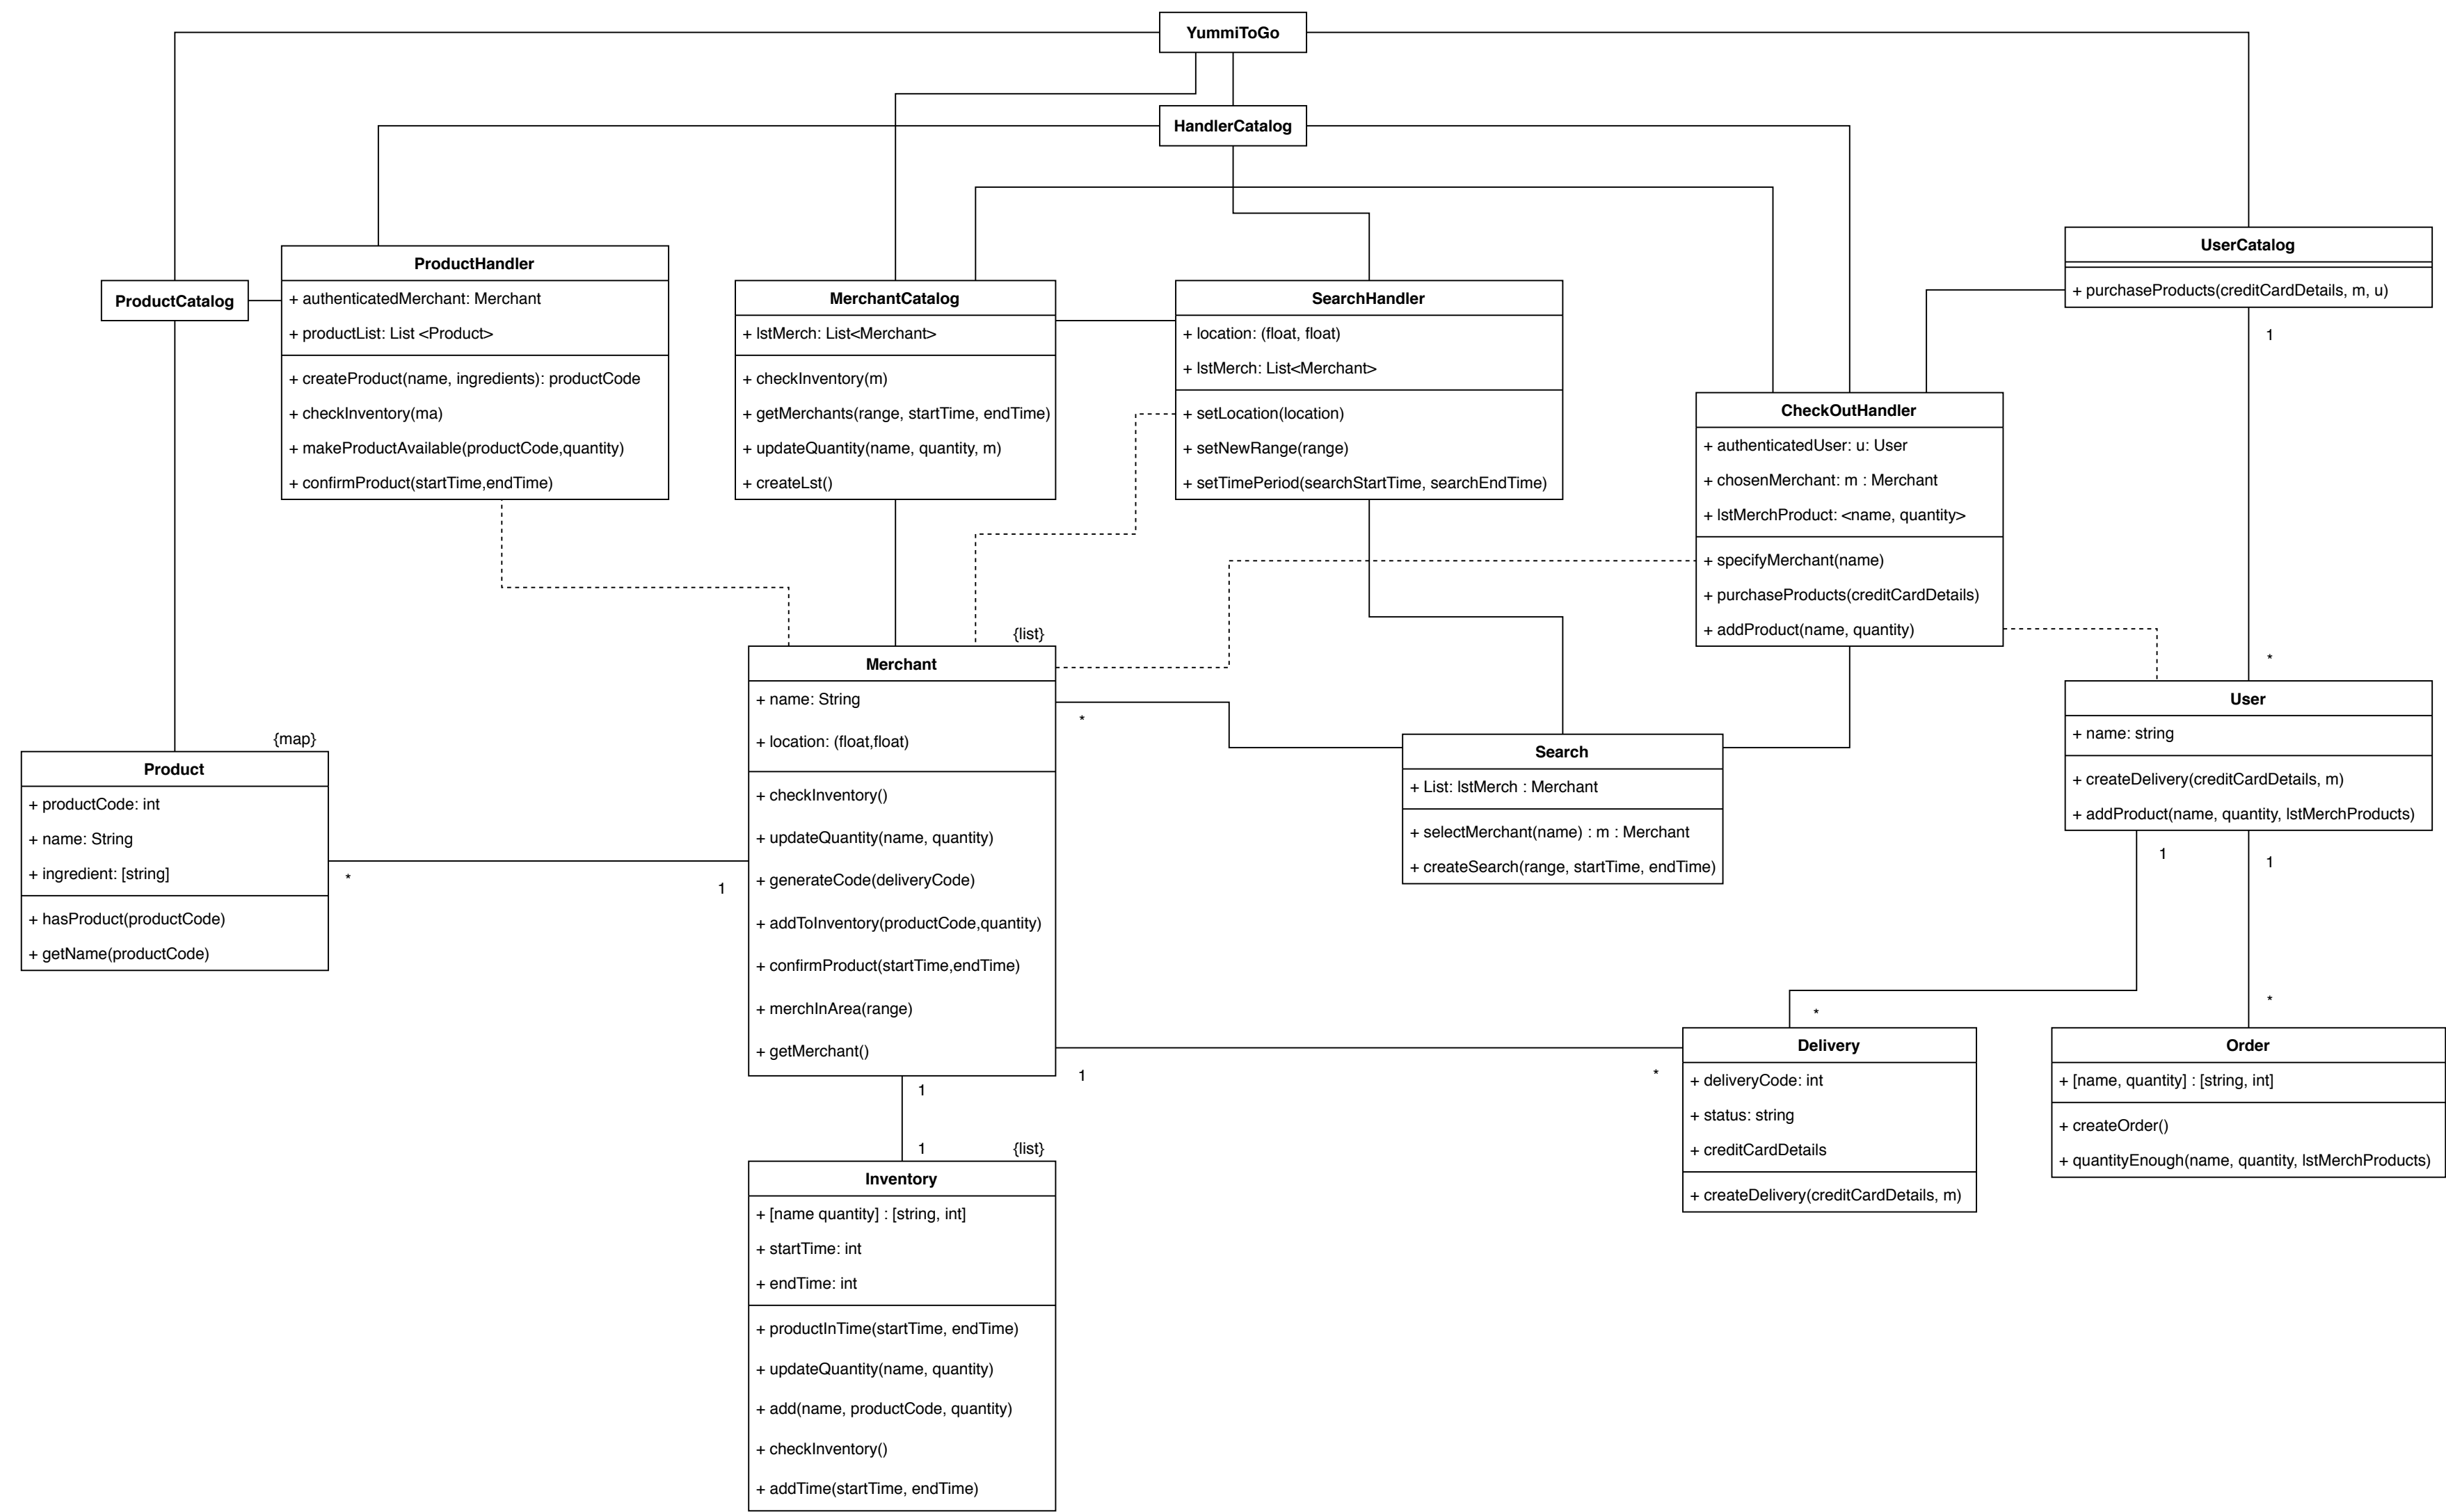 YummiToGo
HandlerCatalog
ProductCatalog
ProductHandler
+ authenticatedMerchant: Merchant
+ productList: List <Product>
+ createProduct(name, ingredients): productCode
+ checkInventory(ma)
+ makeProductAvailable(productCode,quantity)
+ confirmProduct(startTime,endTime)
MerchantCatalog
+ lstMerch: List<Merchant>
+ checkInventory(m)
+ getMerchants(range, startTime, endTime)
+ updateQuantity(name, quantity, m)
+ createLst()
SearchHandler
+ location: (float, float)
+ lstMerch: List<Merchant>
+ setLocation(location)
+ setNewRange(range)
+ setTimePeriod(searchStartTime, searchEndTime)
UserCatalog
+ purchaseProducts(creditCardDetails, m, u)
1
CheckOutHandler
+ authenticatedUser: u: User
+ chosenMerchant: m : Merchant
+ lstMerchProduct: <name, quantity>
+ specifyMerchant(name)
+ purchaseProducts(creditCardDetails)
+ addProduct(name, quantity)
{map}
Product
+ productCode: int
+ name: String
+ ingredient: [string]
+ hasProduct(productCode)
+ getName(productCode)
*
1
{list}
Merchant
+ name: String
+ location: (float,float)
+ checkInventory()
+ updateQuantity(name, quantity)
+ generateCode(deliveryCode)
+ addToInventory(productCode,quantity)
+ confirmProduct(startTime,endTime)
+ merchInArea(range)
+ getMerchant()
*
Search
+ List: lstMerch : Merchant
+ selectMerchant(name) : m : Merchant
+ createSearch(range, startTime, endTime)
*
User
+ name: string
+ createDelivery(creditCardDetails, m)
+ addProduct(name, quantity, lstMerchProducts)
1
1
*
*
1
1
*
Delivery
+ deliveryCode: int
+ status: string
+ creditCardDetails
+ createDelivery(creditCardDetails, m)
Order
+ [name, quantity] : [string, int]
+ createOrder()
+ quantityEnough(name, quantity, lstMerchProducts)
1
{list}
Inventory
+ [name quantity] : [string, int]
+ startTime: int
+ endTime: int
+ productInTime(startTime, endTime)
+ updateQuantity(name, quantity)
+ add(name, productCode, quantity)
+ checkInventory()
+ addTime(startTime, endTime)